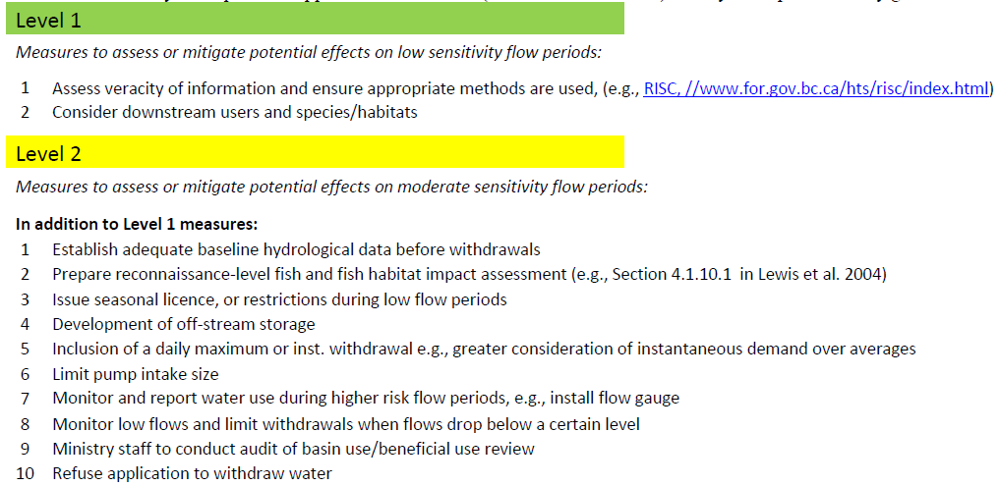 Level 1
Measures to assess or mitigate potential effects on low sensitivity flow periods:
1 Assess veracity of information and ensure appropriate methods are used, (e.g., RISC, //www.for.gov.bc.ca/hts/risc/index.html)
2 Consider downstream users and species/habitats
Level 2
Measures to assess or mitigate potential effects on moderate sensitivity flow periods:
In addition to Level 1 measures:
1 Establish adequate baseline hydrological data before withdrawals
2 Prepare reconnaissance-level fish and fish habitat impact assessment (e.g., Section 4.1.10.1 in Lewis et al. 2004)
3 Issue seasonal licence, or restrictions during low flow periods
4 Development of off-stream storage
5 Inclusion of a daily maximum or inst. withdrawal e.g., greater consideration of instantaneous demand over averages
6 Limit pump intake size
7 Monitor and report water use during higher risk flow periods, e.g., install flow gauge
8 Monitor low flows and limit withdrawals when flows drop below a certain level
9 Ministry staff to conduct audit of basin use/beneficial use review
10 Refuse application to withdraw water